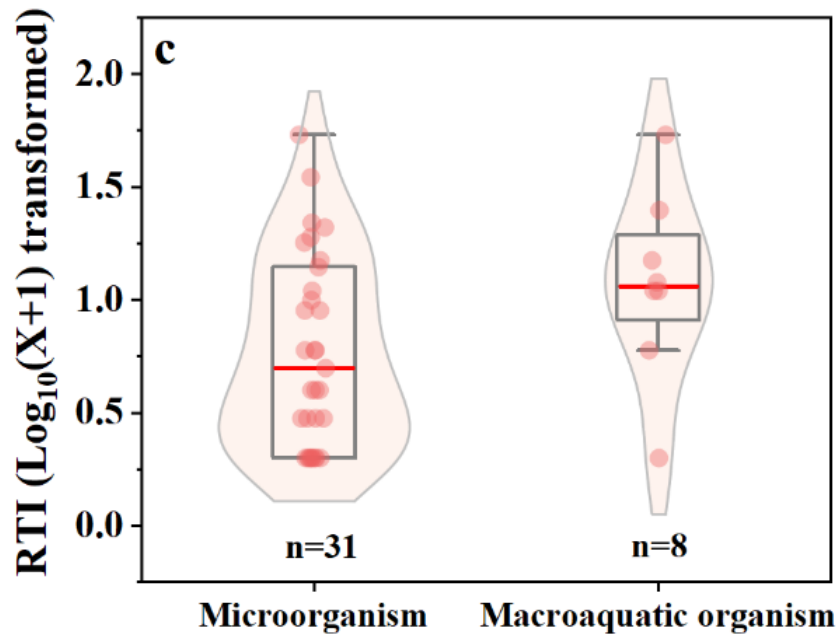 c
RTI (Log₁₀(X+1) transformed)
2.0
1.5
1.0
0.5
0.0
n=31 n=8
Microorganism Macroaquatic organism